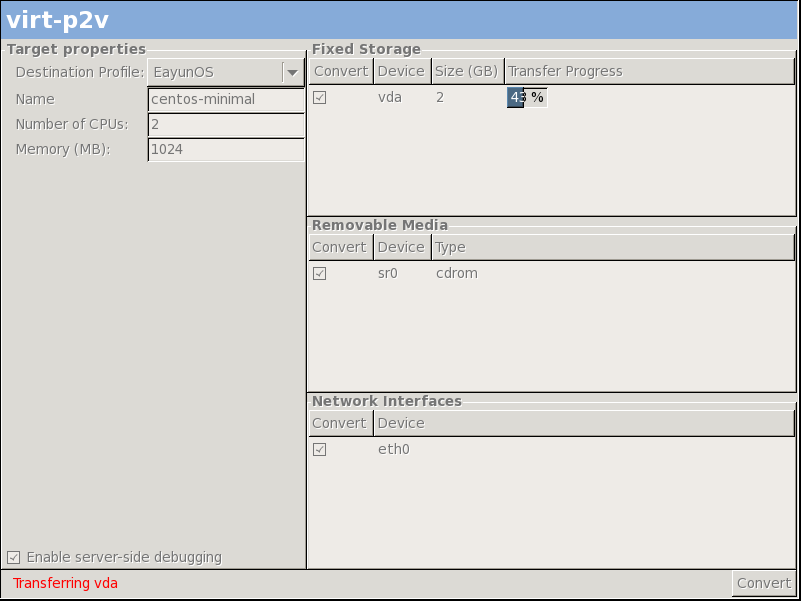 virt-p2v
Target properties
Destination Profile: EayunOS
Name centos-minimal
Number of CPUs: 2
Memory (MB): 1024
Enable server-side debugging
Fixed Storage
Convert Device Size (GB) Transfer Progress
vda 2 43 %
Removable Media
Convert Device Type
sr0 cdrom
Network Interfaces
Convert Device
eth0
Transferring vda
Convert